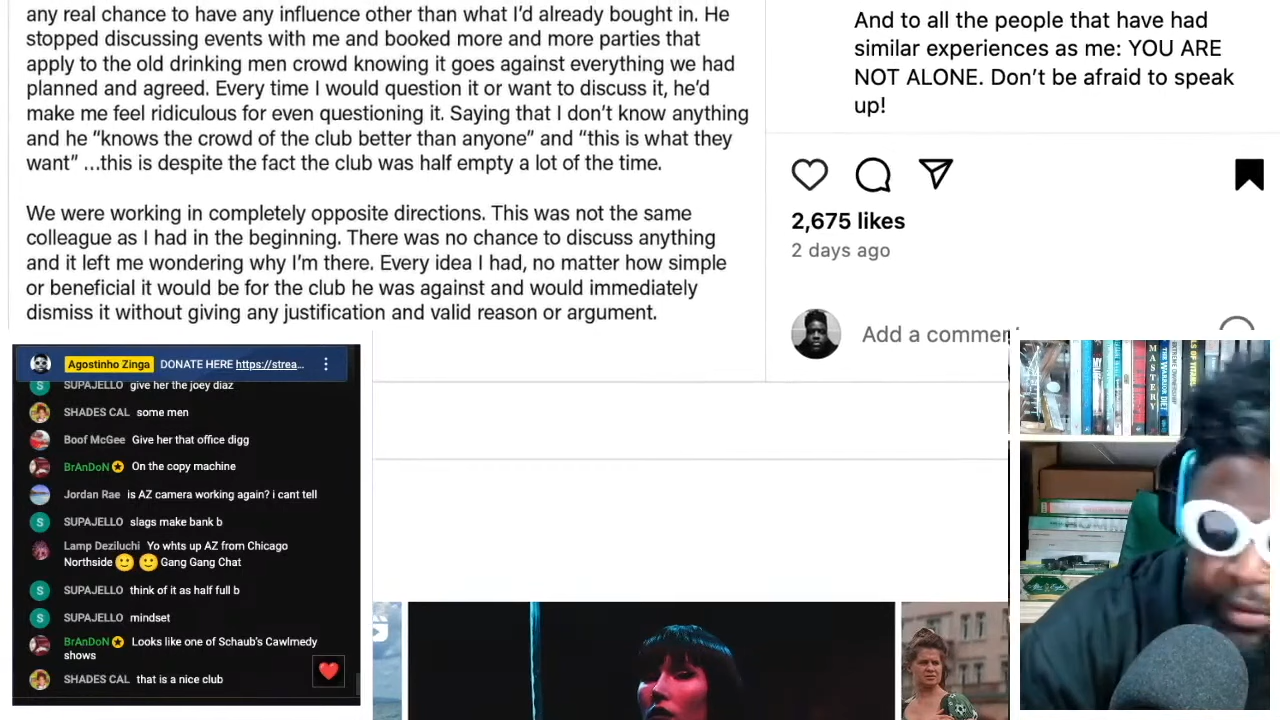 any real chance to have any influence other than what I'd already bought in. He
stopped discussing events with me and booked more and more parties that
apply to the old drinking men crowd knowing it goes against everything we had
planned and agreed. Every time I would question it or want to discuss it, he'd
make me feel ridiculous for even questioning it. Saying that I don't know anything
and he “knows the crowd of the club better than anyone” and “this is what they
want” ...this is despite the fact the club was half empty a lot of the time.
We were working in completely opposite directions. This was not the same
colleague as I had in the beginning. There was no chance to discuss anything
and it left me wondering why I'm there. Every idea I had, no matter how simple
or beneficial it would be for the club he was against and would immediately
dismiss it without giving any justification and valid reason or argument.
And to all the people that have had
similar experiences as me: YOU ARE
NOT ALONE. Don't be afraid to speak
up!
2,675 likes
2 days ago
Add a commen
Agostinho Zinga DONATE HERE https://strea...
S SUPAJELLO give her the joey diaz
SHADES CAL some men
Boof McGee Give her that office digg
BrAnDoN On the copy machine
Jordan Rae is AZ camera working again? i cant tell
S SUPAJELLO slags make bank b
Lamp Deziluchi Yo whts up AZ from Chicago
Northside 🙂 🙂 Gang Gang Chat
S SUPAJELLO think of it as half full b
S SUPAJELLO mindset
BrAnDoN Looks like one of Schaub's Cawlmedy
shows
SHADES CAL that is a nice club
MASTERY
THE WARRIOR DIET